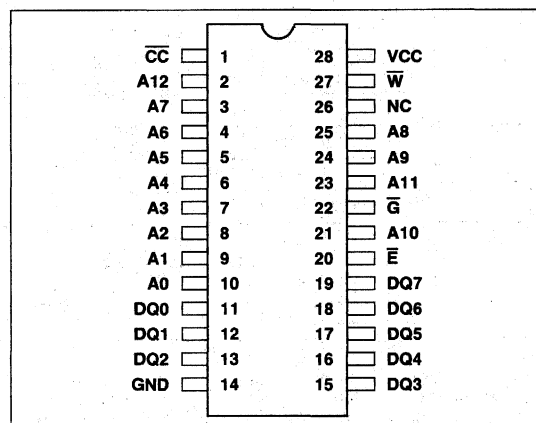 C̅C̅ 1 28 VCC
A12 2 27 W̅
A7 3 26 NC
A6 4 25 A8
A5 5 24 A9
A4 6 23 A11
A3 7 22 G̅
A2 8 21 A10
A1 9 20 E̅
A0 10 19 DQ7
DQ0 11 18 DQ6
DQ1 12 17 DQ5
DQ2 13 16 DQ4
GND 14 15 DQ3